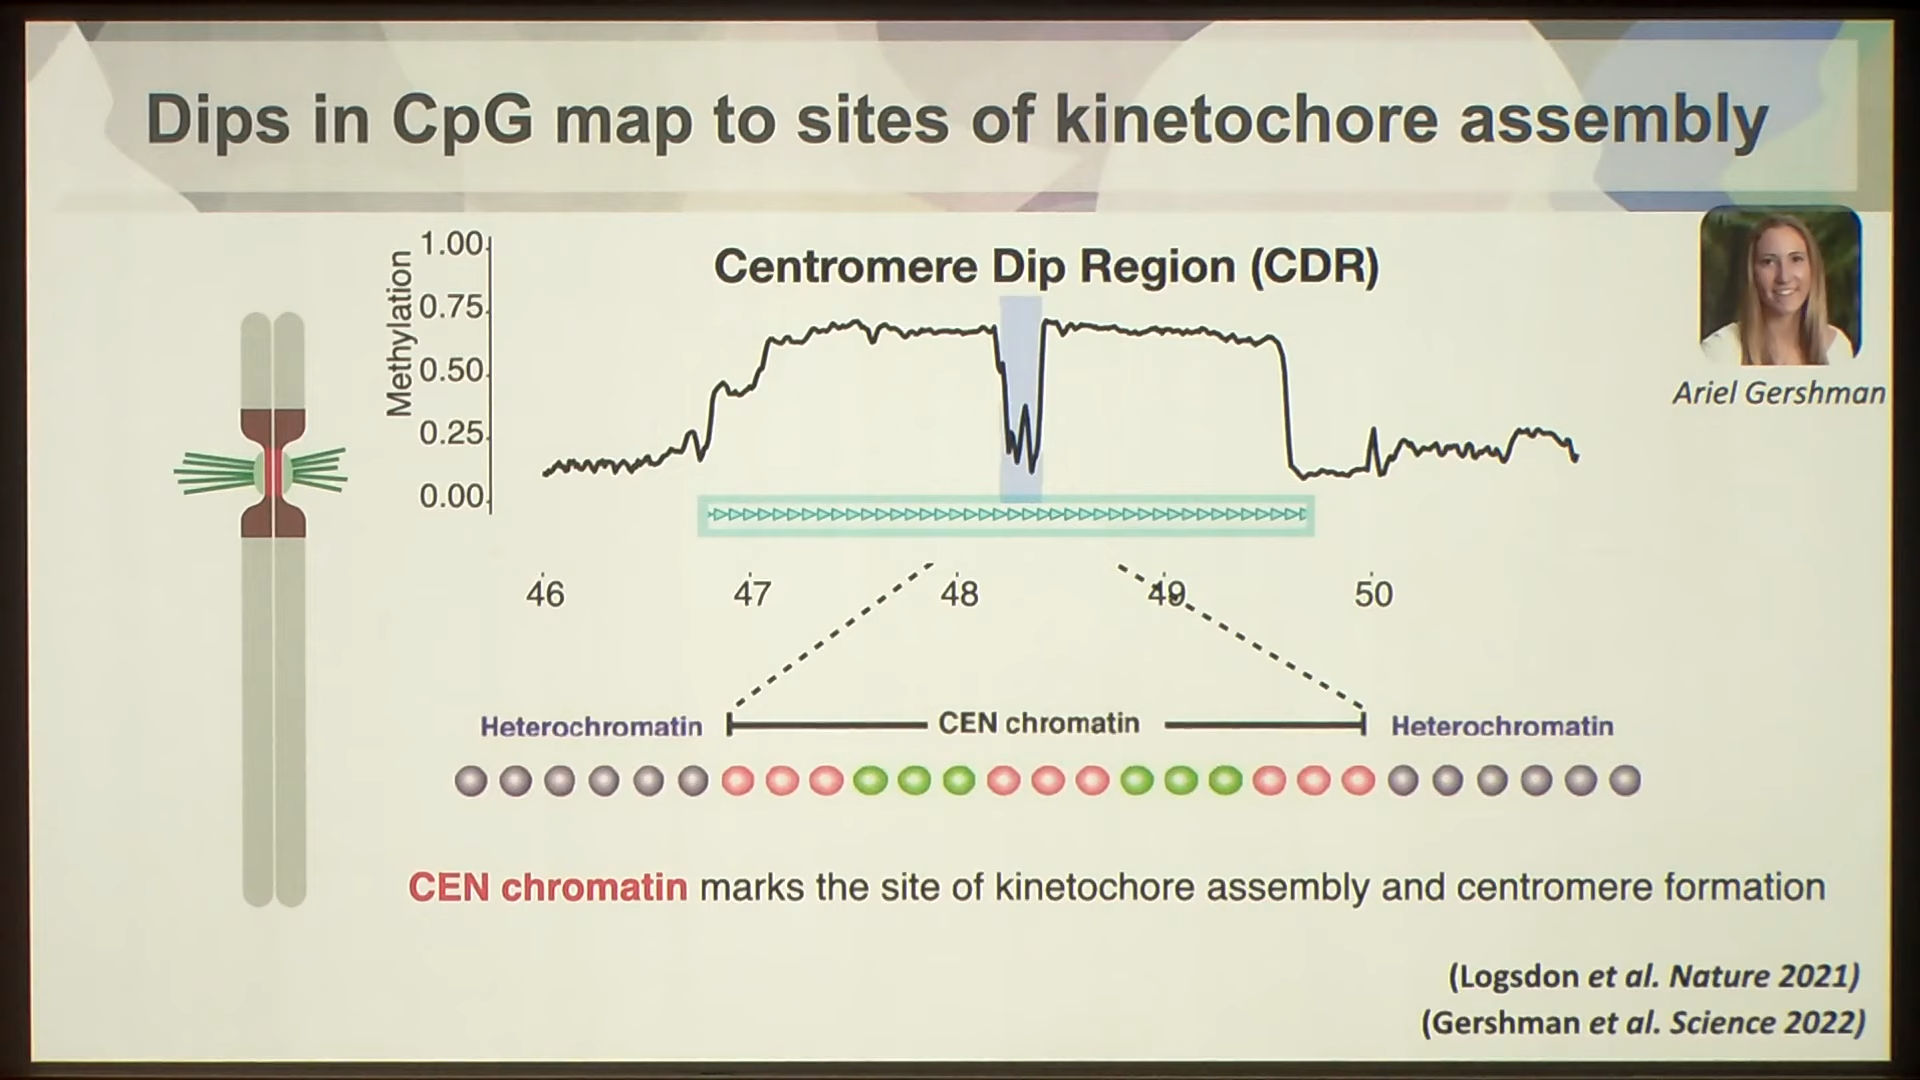 Dips in CpG map to sites of kinetochore assembly
Centromere Dip Region (CDR)
Methylation
1.00
0.75
0.50
0.25
0.00
46 47 48 49 50
Ariel Gershman
Heterochromatin CEN chromatin Heterochromatin
CEN chromatin marks the site of kinetochore assembly and centromere formation
(Logsdon et al. Nature 2021)
(Gershman et al. Science 2022)